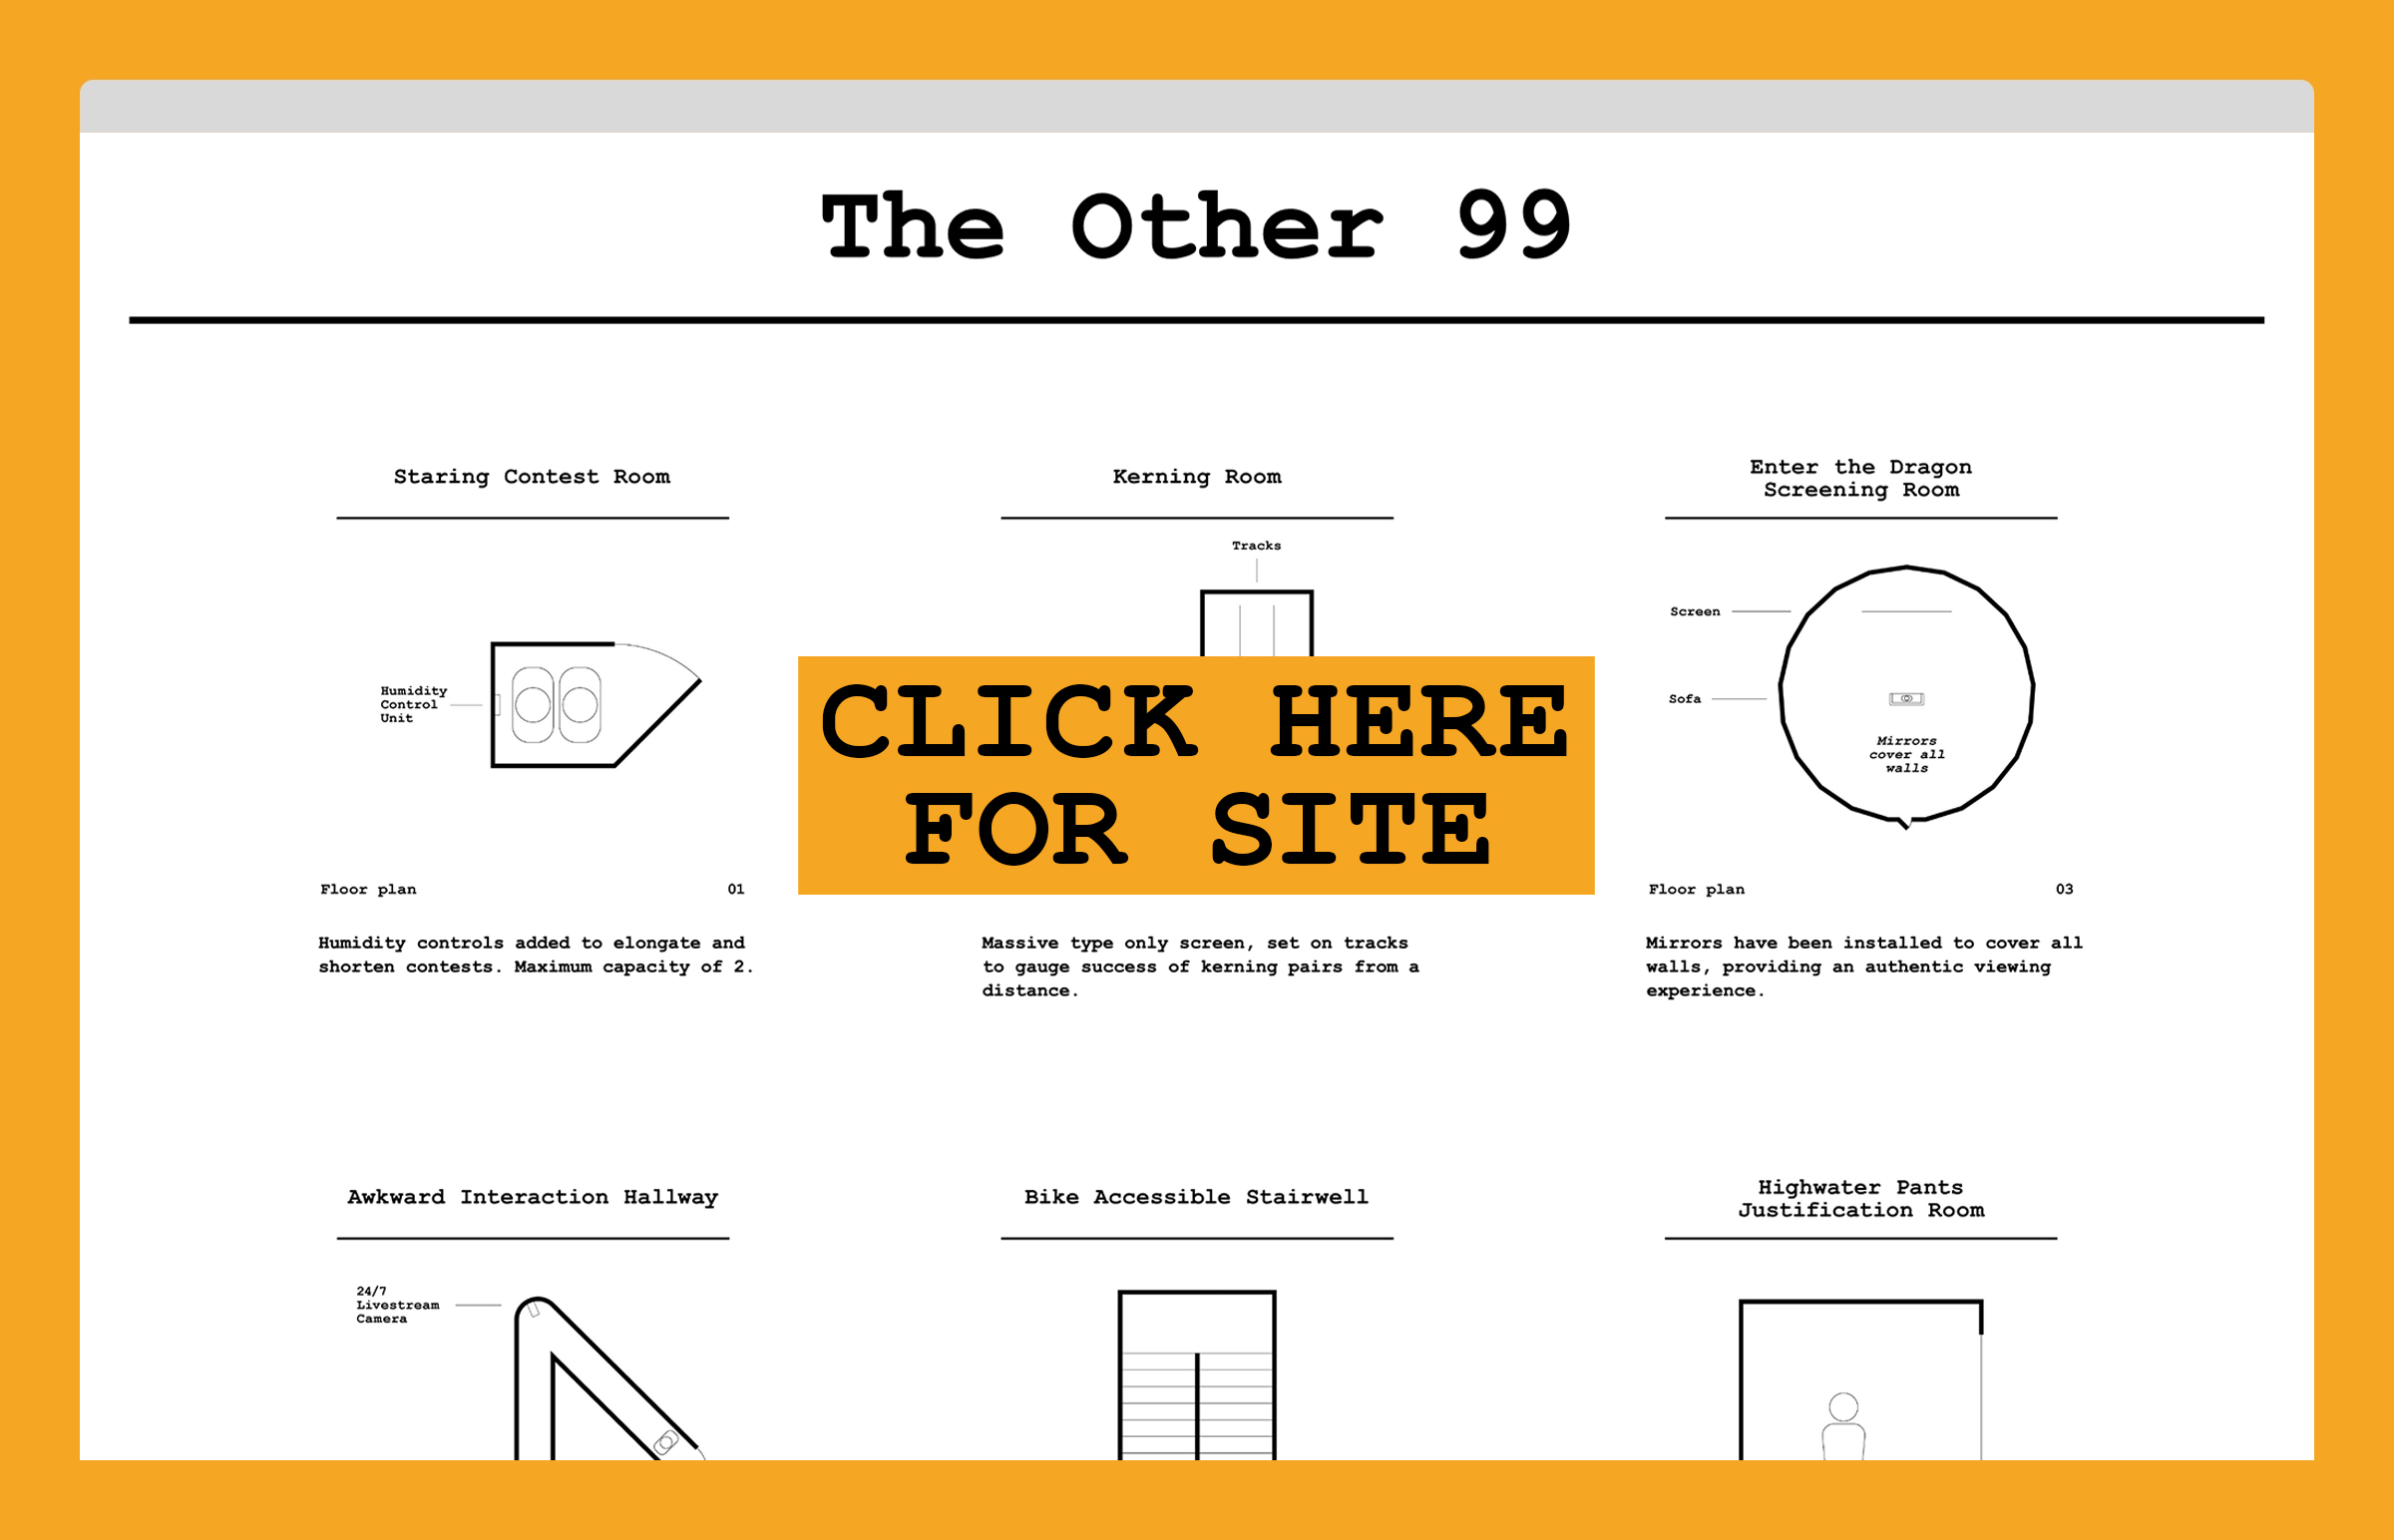 The Other 99
Staring Contest Room
Humidity
Control
Unit
Floor plan
01
Humidity controls added to elongate and
shorten contests. Maximum capacity of 2.
Kerning Room
Tracks
CLICK HERE
FOR SITE
Massive type only screen, set on tracks
to gauge success of kerning pairs from a
distance.
Enter the Dragon
Screening Room
Screen
Sofa
Mirrors
cover all
walls
Floor plan
03
Mirrors have been installed to cover all
walls, providing an authentic viewing
experience.
Awkward Interaction Hallway
24/7
Livestream
Camera
Bike Accessible Stairwell
Highwater Pants
Justification Room